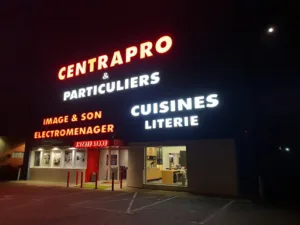 CENTRAPRO
&
PARTICULIERS
IMAGE & SON
ELECTROMENAGER
CUISINES
LITERIE